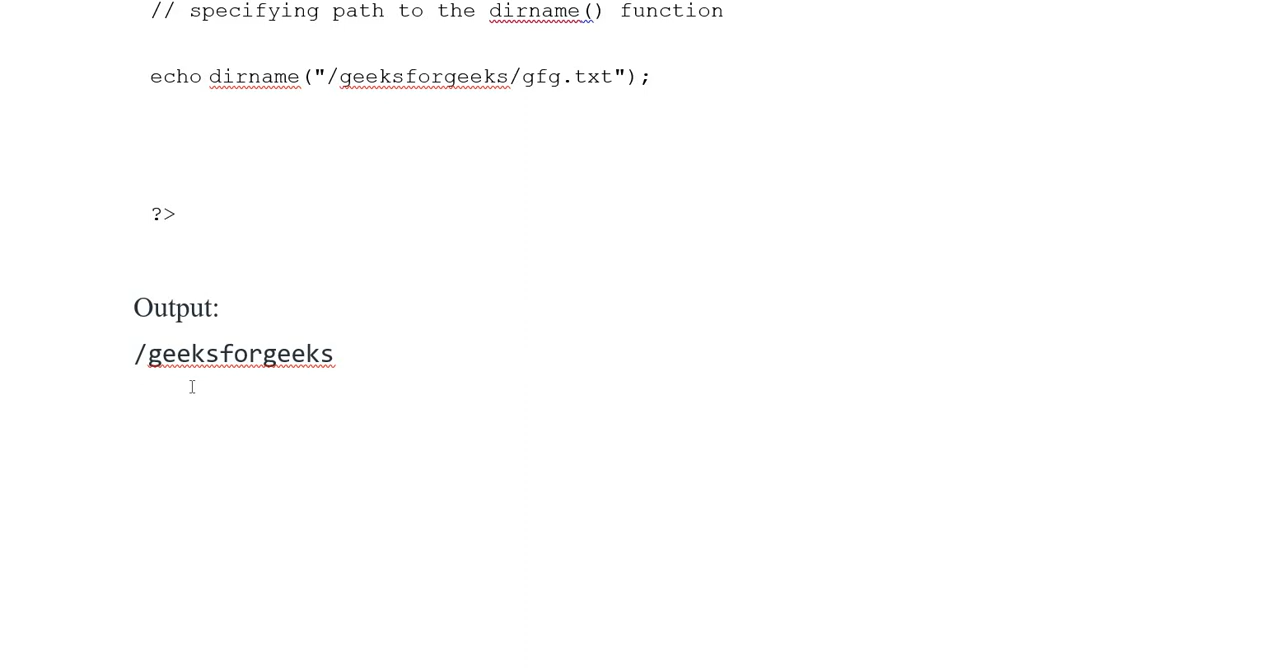 // specifying path to the dirname() function
echo dirname("/geeksforgeeks/gfg.txt");
?>
Output:
/geeksforgeeks